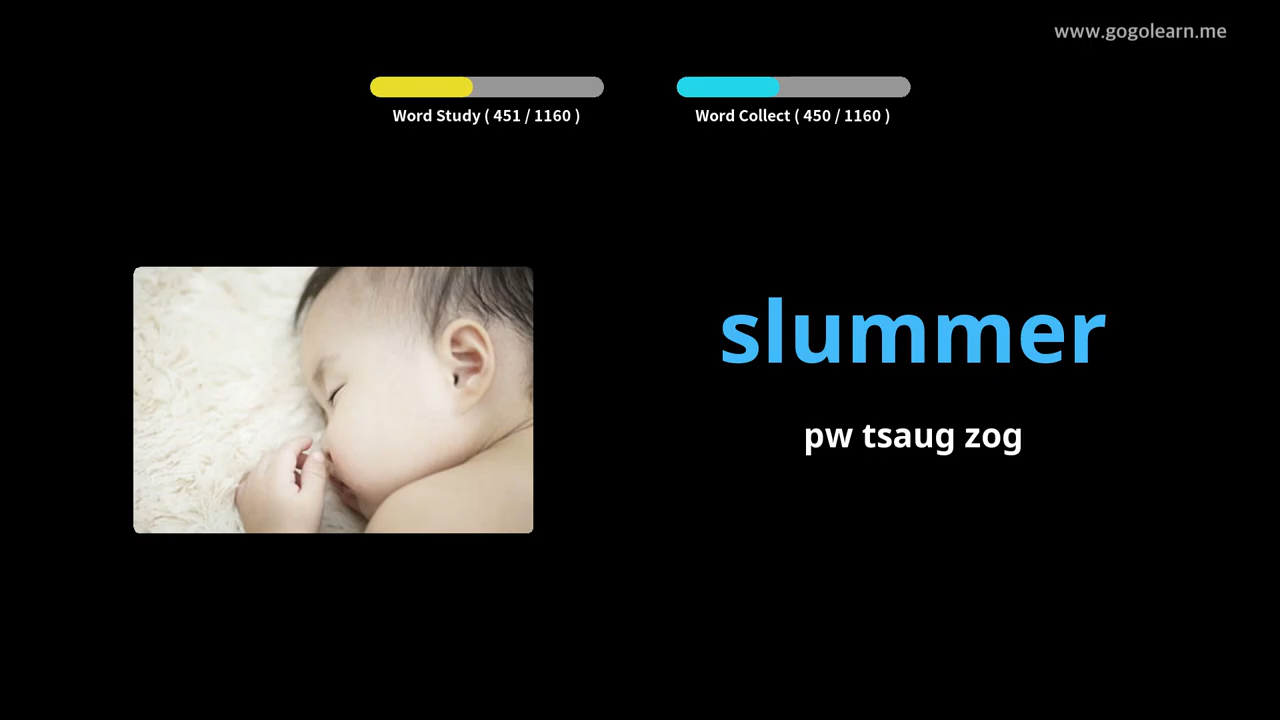 www.gogolearn.me
Word Study ( 451 / 1160 )
Word Collect ( 450 / 1160 )
slummer
pw tsaug zog